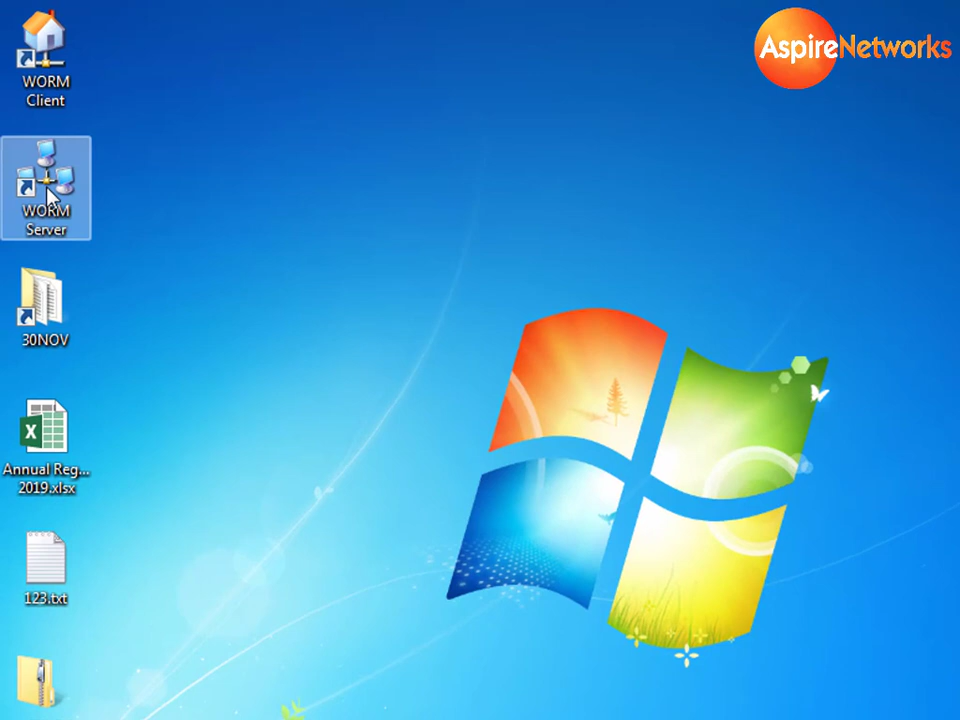 AspireNetworks
WORM
Client
WORM
Server
30NOV
Annual Reg...
2019.xlsx
123.txt